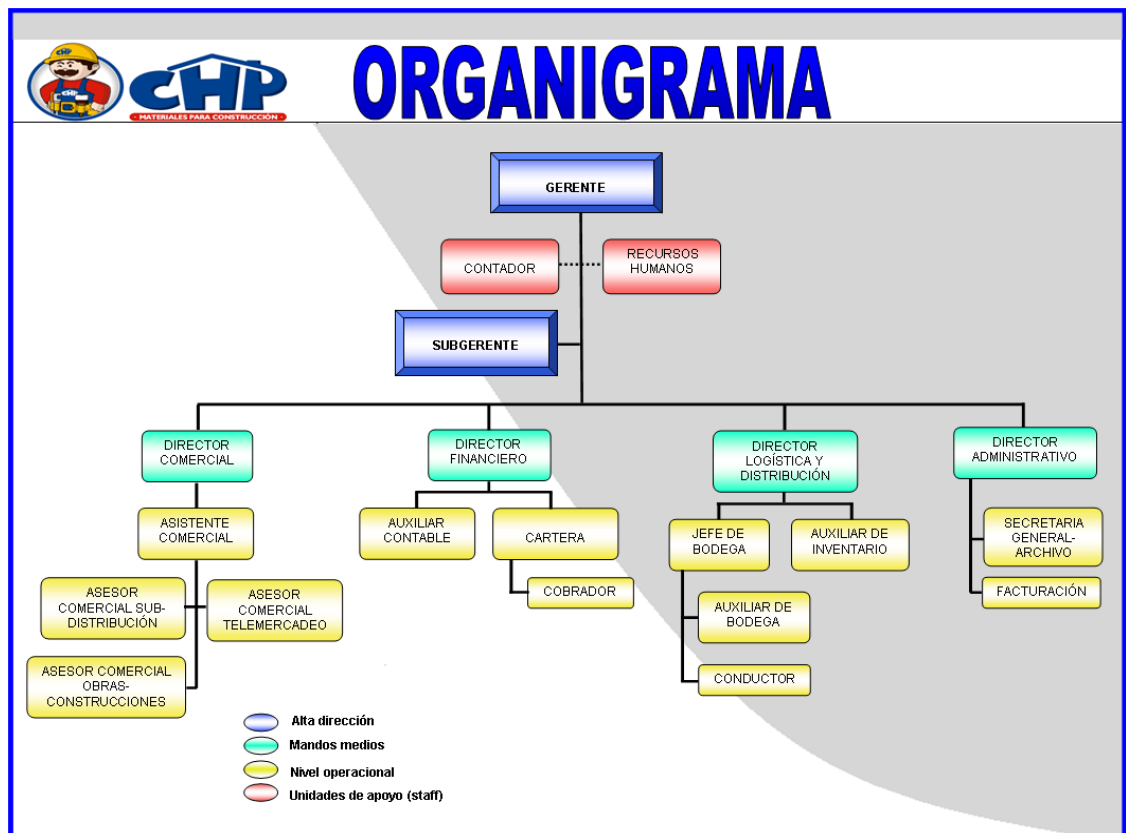 CHP
CHP
· MATERIALES PARA CONSTRUCCIÓN ·
ORGANIGRAMA
GERENTE
CONTADOR
RECURSOS
HUMANOS
SUBGERENTE
DIRECTOR
COMERCIAL
DIRECTOR
FINANCIERO
DIRECTOR
LOGÍSTICA Y
DISTRIBUCIÓN
DIRECTOR
ADMINISTRATIVO
ASISTENTE
COMERCIAL
AUXILIAR
CONTABLE
CARTERA
JEFE DE
BODEGA
AUXILIAR DE
INVENTARIO
SECRETARIA
GENERAL-
ARCHIVO
ASESOR
COMERCIAL SUB-
DISTRIBUCIÓN
ASESOR
COMERCIAL
TELEMERCADEO
COBRADOR
AUXILIAR DE
BODEGA
FACTURACIÓN
ASESOR COMERCIAL
OBRAS-
CONSTRUCCIONES
CONDUCTOR
Alta dirección
Mandos medios
Nivel operacional
Unidades de apoyo (staff)